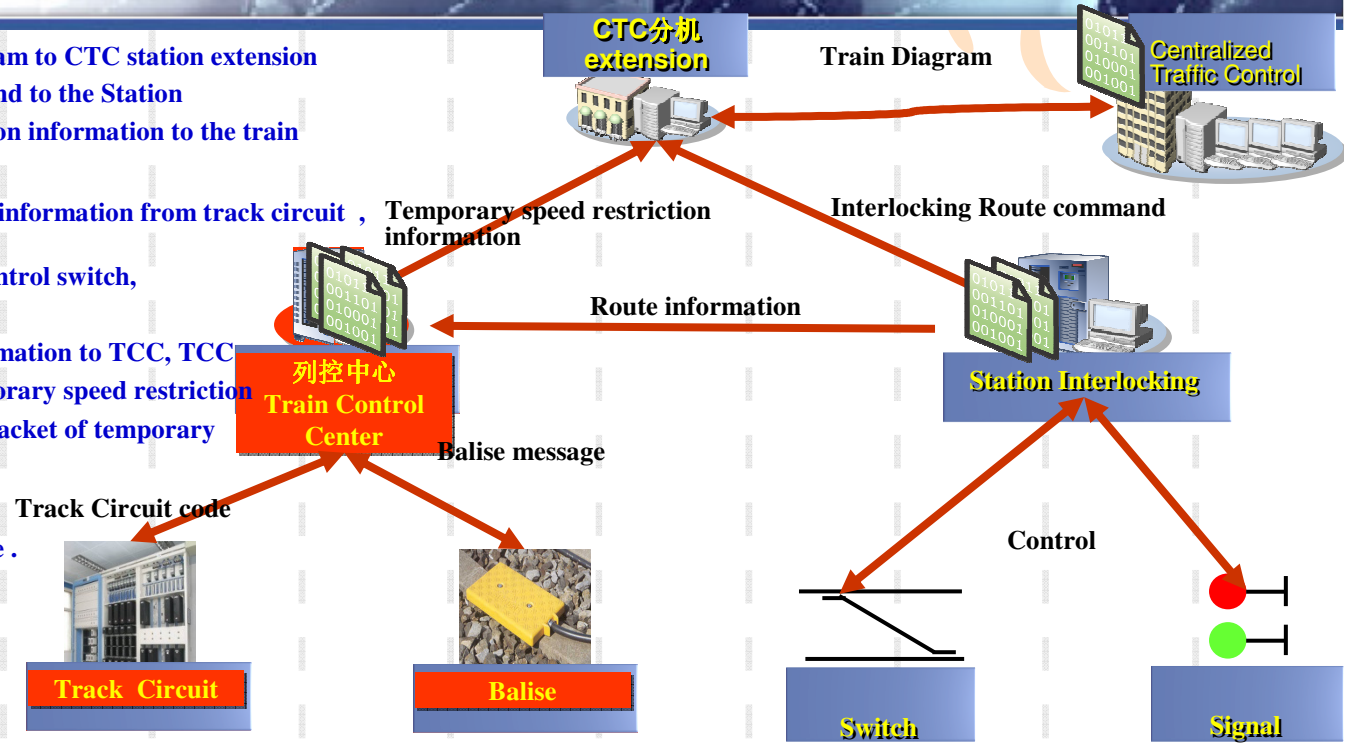 CTC分机
extension
Train Diagram
Centralized
Traffic Control
am to CTC station extension
nd to the Station
on information to the train
information from track circuit ,
ntrol switch,
mation to TCC, TCC
orary speed restriction
acket of temporary
e .
Temporary speed restriction
information
Interlocking Route command
Route information
列控中心
Train Control
Center
Station Interlocking
Balise message
Track Circuit code
Control
Track Circuit
Balise
Switch
Signal